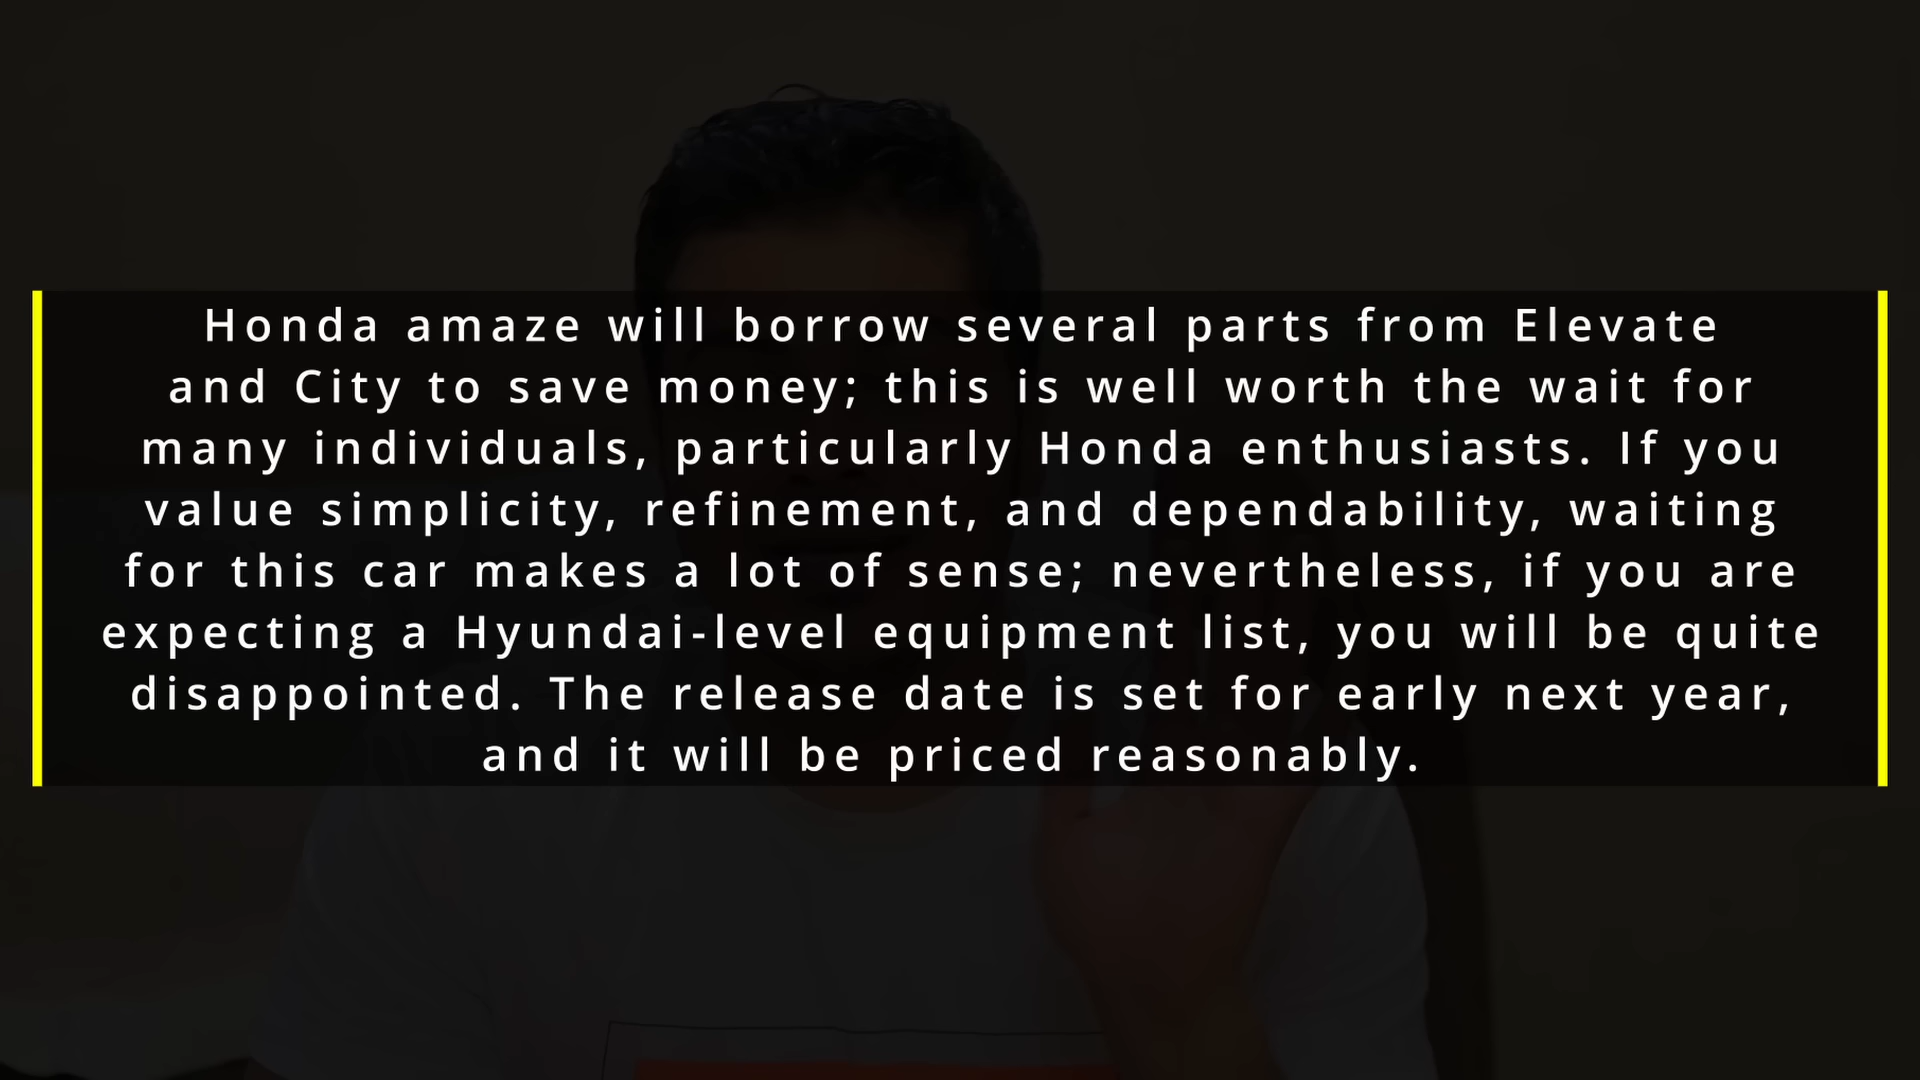 Honda amaze will borrow several parts from Elevate
and City to save money; this is well worth the wait for
many individuals, particularly Honda enthusiasts. If you
value simplicity, refinement, and dependability, waiting
for this car makes a lot of sense; nevertheless, if you are
expecting a Hyundai-level equipment list, you will be quite
disappointed. The release date is set for early next year,
and it will be priced reasonably.